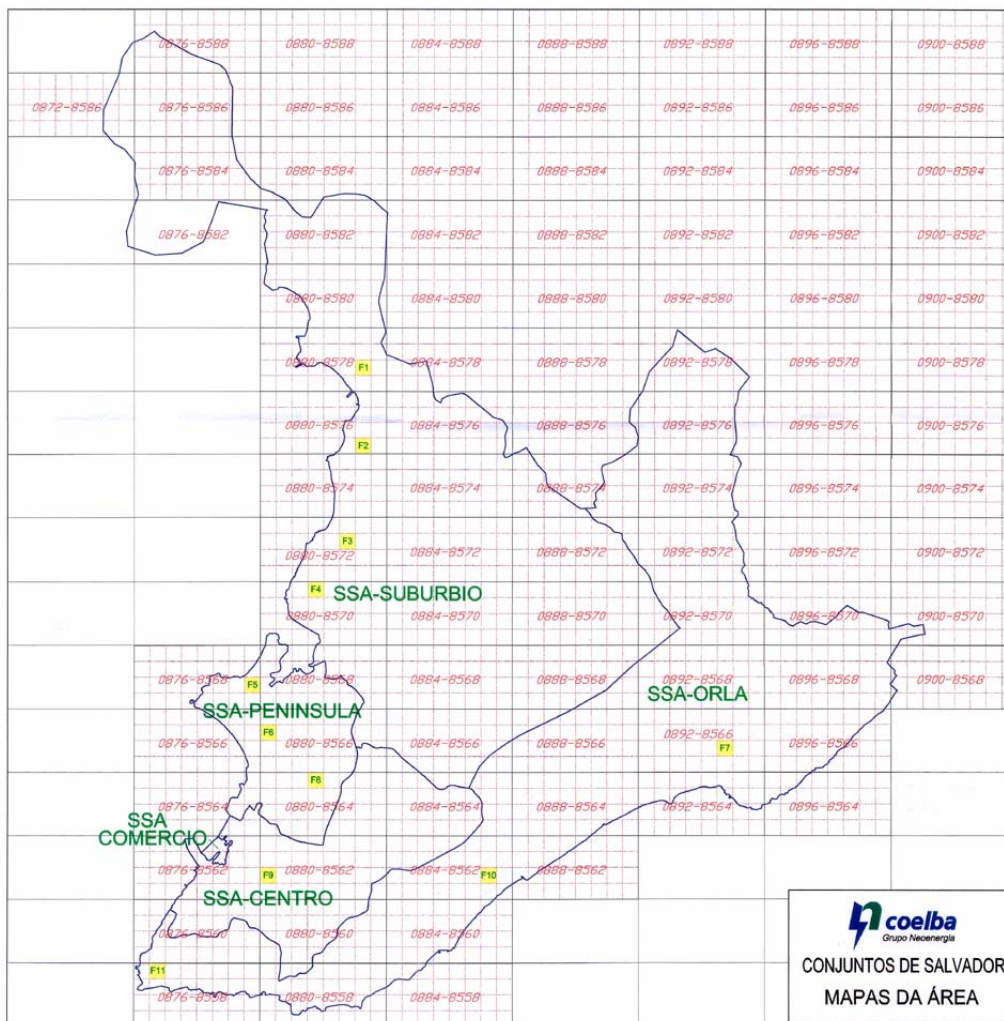 0876-8588 0880-8588 0884-8588 0888-8588 0892-8588 0896-8588 0900-8588
0872-8586 0876-8586 0880-8586 0884-8586 0888-8586 0892-8586 0896-8586 0900-8586
0876-8584 0880-8584 0884-8584 0888-8584 0892-8584 0896-8584 0900-8584
0876-8582 0880-8582 0884-8582 0888-8582 0892-8582 0896-8582 0900-8582
0880-8580 0884-8580 0888-8580 0892-8580 0896-8580 0900-8580
0880-8578 0884-8578 0888-8578 0892-8578 0896-8578 0900-8578
F1
0880-8576 0884-8576 0888-8576 0892-8576 0896-8576 0900-8576
F2
0880-8574 0884-8574 0888-8574 0892-8574 0896-8574 0900-8574
F3
0880-8572 0884-8572 0888-8572 0892-8572 0896-8572 0900-8572
F4 SSA-SUBURBIO
0880-8570 0884-8570 0888-8570 0892-8570 0896-8570 0900-8570
0876-8568 0880-8568 0884-8568 0888-8568 0892-8568 0896-8568 0900-8568
F5
SSA-ORLA
SSA-PENINSULA
F6
0876-8566 0880-8566 0884-8566 0888-8566 0892-8566 0896-8566
F7
F8
0876-8564 0880-8564 0884-8564 0888-8564 0892-8564 0896-8564
SSA
COMERCIO
0876-8562 0880-8562 0884-8562 0888-8562
F9 F10
SSA-CENTRO
0876-8560 0880-8560 0884-8560
F11
0876-8558 0880-8558 0884-8558
coelba
Grupo Neoenergia
CONJUNTOS DE SALVADOR
MAPAS DA ÁREA